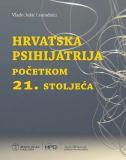 Vlado Jukić i suradnici
HRVATSKA
PSIHIJATRIJA
POČETKOM
21. STOLJEĆA
HPD